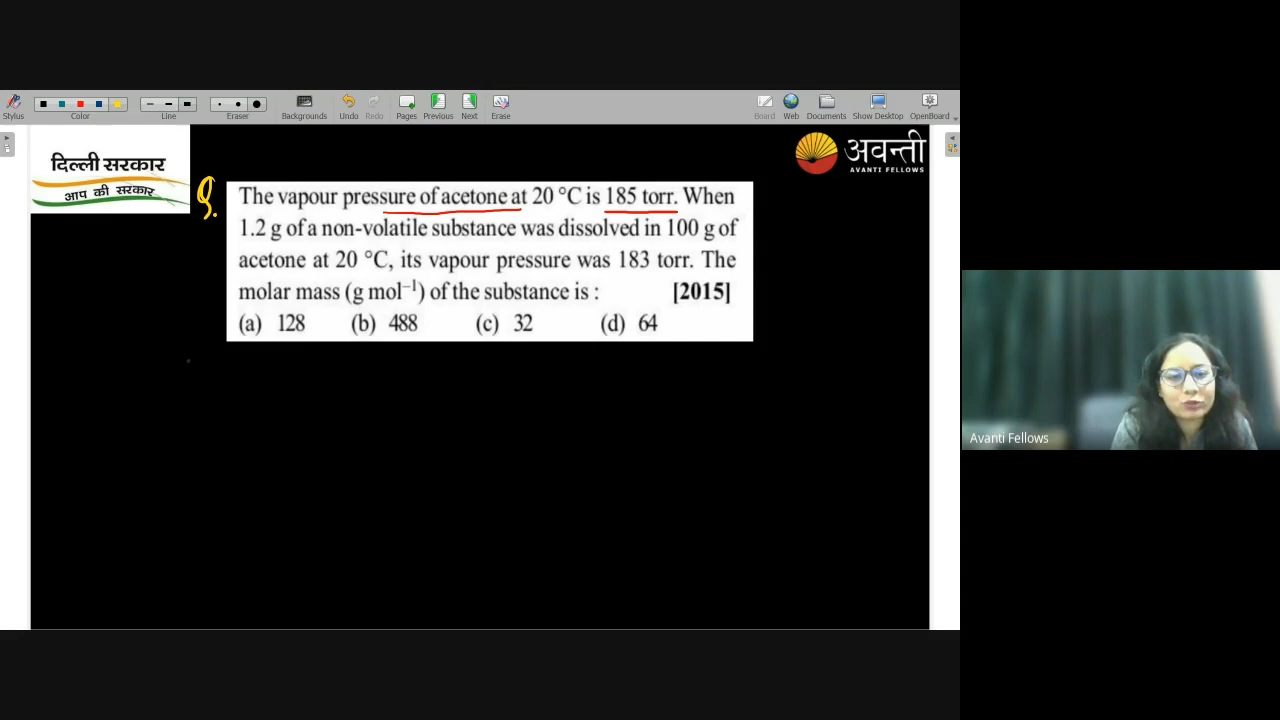 Stylus
Color
Line
Eraser
Backgrounds
Undo
Redo
Pages
Previous
Next
Erase
Board
Web
Documents
Show Desktop
OpenBoard
दिल्ली सरकार
आप की सरकार
अवन्ती
AVANTI FELLOWS
Q.
The vapour pressure of acetone at 20 °C is 185 torr. When
1.2 g of a non-volatile substance was dissolved in 100 g of
acetone at 20 °C, its vapour pressure was 183 torr. The
molar mass (g mol⁻¹) of the substance is : [2015]
(a) 128 (b) 488 (c) 32 (d) 64
Avanti Fellows